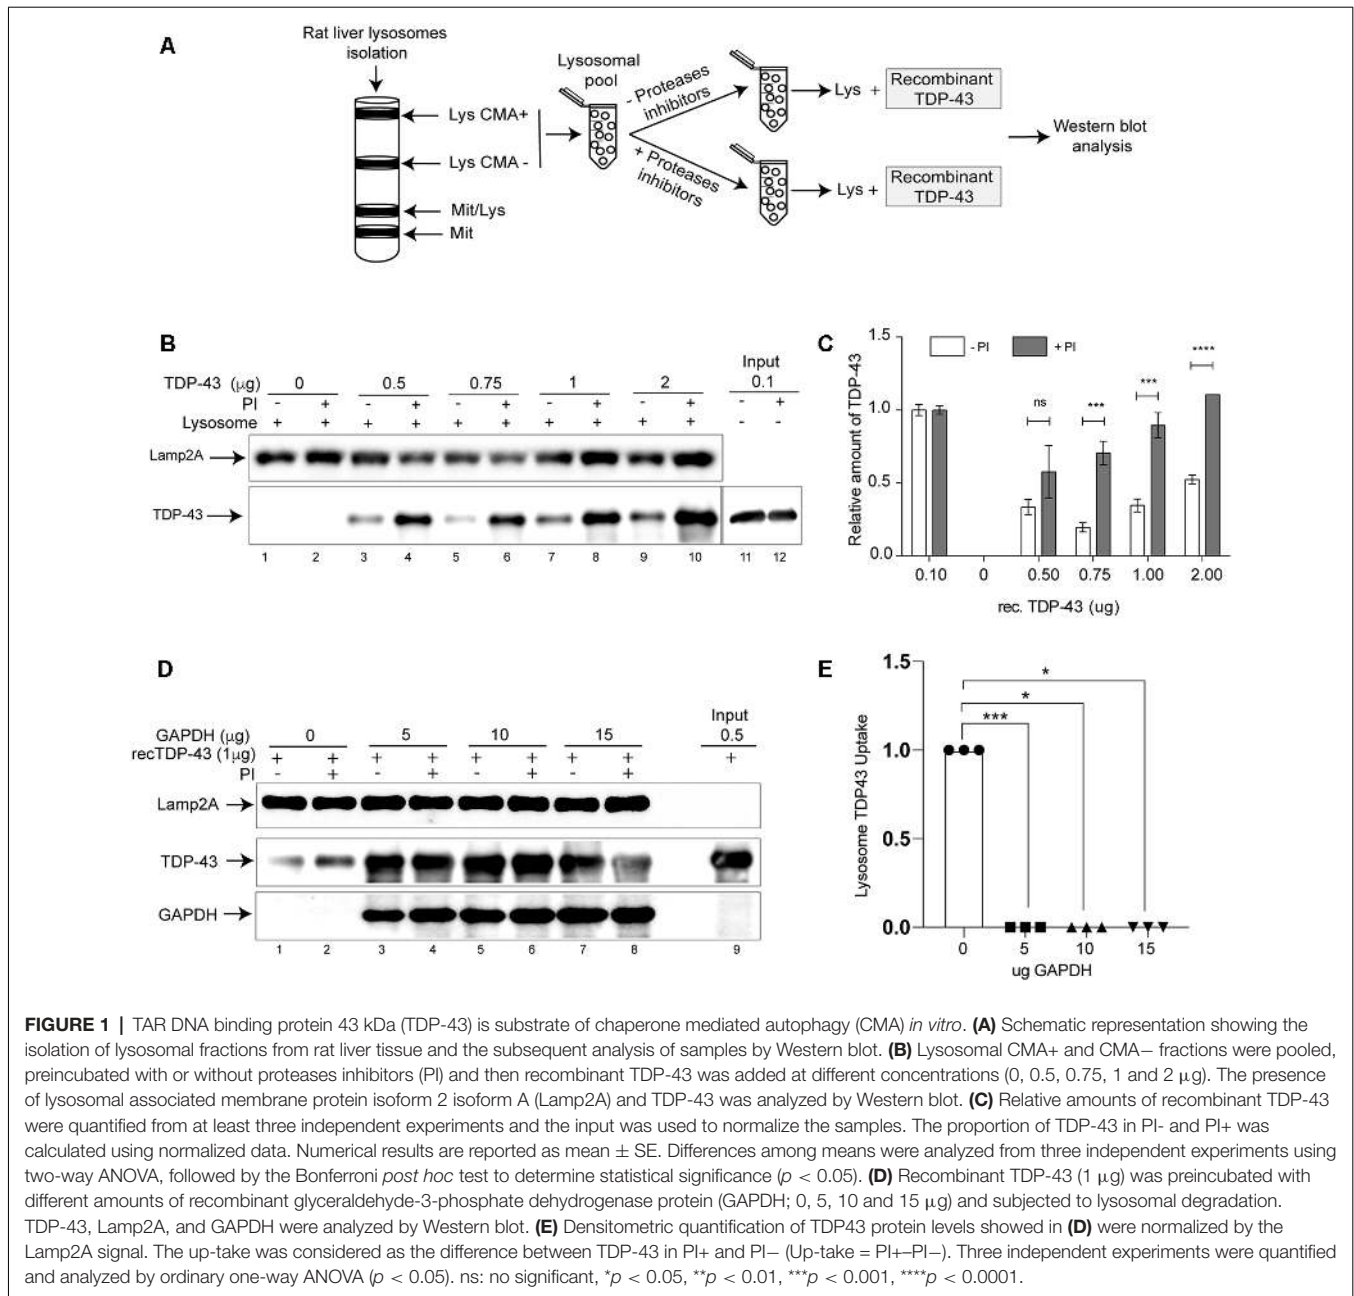 A
Rat liver lysosomes
isolation
Lys CMA+
Lys CMA -
Mit/Lys
Mit
Lysosomal
pool
- Proteases
inhibitors
+ Proteases
inhibitors
Lys +
Recombinant
TDP-43
Lys +
Recombinant
TDP-43
Western blot
analysis
B
Input
TDP-43 (μg) 0 0.5 0.75 1 2 0.1
PI - + - + - + - + - + - +
Lysosome + + + + + + + + + + - -
Lamp2A
TDP-43
1 2 3 4 5 6 7 8 9 10 11 12
C
- PI + PI
Relative amount of TDP-43
1.5
1.0
0.5
0.0
ns *** *** ****
0.10 0 0.50 0.75 1.00 2.00
rec. TDP-43 (ug)
D
Input
GAPDH (μg) 0 5 10 15 0.5
recTDP-43 (1μg) + + + + + + + + +
PI - + - + - + - +
Lamp2A
TDP-43
GAPDH
1 2 3 4 5 6 7 8 9
E
Lysosome TDP43 Uptake
1.5
1.0
0.5
0.0
*
*
***
0 5 10 15
ug GAPDH
FIGURE 1 | TAR DNA binding protein 43 kDa (TDP-43) is substrate of chaperone mediated autophagy (CMA) in vitro. (A) Schematic representation showing the
isolation of lysosomal fractions from rat liver tissue and the subsequent analysis of samples by Western blot. (B) Lysosomal CMA+ and CMA− fractions were pooled,
preincubated with or without proteases inhibitors (PI) and then recombinant TDP-43 was added at different concentrations (0, 0.5, 0.75, 1 and 2 μg). The presence
of lysosomal associated membrane protein isoform 2 isoform A (Lamp2A) and TDP-43 was analyzed by Western blot. (C) Relative amounts of recombinant TDP-43
were quantified from at least three independent experiments and the input was used to normalize the samples. The proportion of TDP-43 in PI- and PI+ was
calculated using normalized data. Numerical results are reported as mean ± SE. Differences among means were analyzed from three independent experiments using
two-way ANOVA, followed by the Bonferroni post hoc test to determine statistical significance (p < 0.05). (D) Recombinant TDP-43 (1 μg) was preincubated with
different amounts of recombinant glyceraldehyde-3-phosphate dehydrogenase protein (GAPDH; 0, 5, 10 and 15 μg) and subjected to lysosomal degradation.
TDP-43, Lamp2A, and GAPDH were analyzed by Western blot. (E) Densitometric quantification of TDP43 protein levels showed in (D) were normalized by the
Lamp2A signal. The up-take was considered as the difference between TDP-43 in PI+ and PI− (Up-take = PI+–PI−). Three independent experiments were quantified
and analyzed by ordinary one-way ANOVA (p < 0.05). ns: no significant, *p < 0.05, **p < 0.01, ***p < 0.001, ****p < 0.0001.